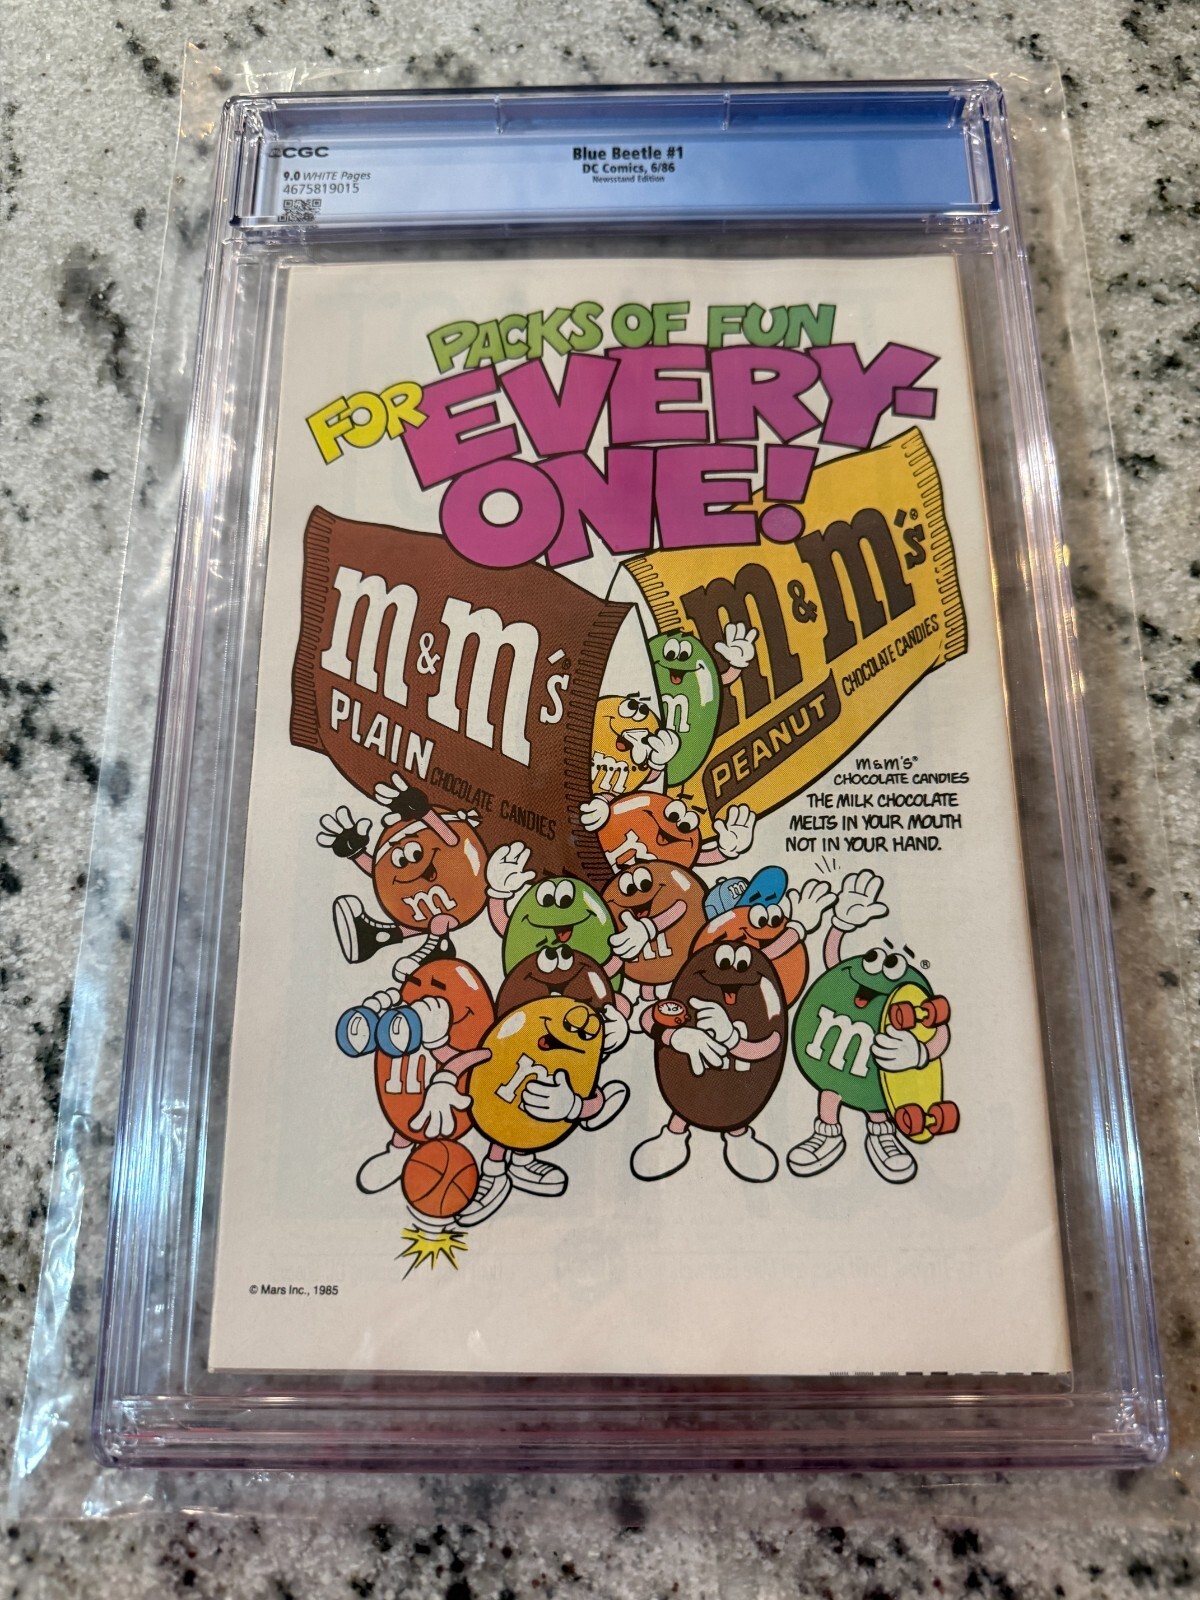 CGC
9.0 WHITE Pages
4675819015
Blue Beetle #1
DC Comics, 6/86
Newsstand Edition
PACKS OF FUN
FOR EVERY-
ONE!
m&m's®
PLAIN
CHOCOLATE CANDIES
m&m's®
PEANUT
CHOCOLATE CANDIES
m&m's®
CHOCOLATE CANDIES
THE MILK CHOCOLATE
MELTS IN YOUR MOUTH
NOT IN YOUR HAND.
m
m
m
m
m
m
m
m
m
m
®
© Mars Inc., 1985